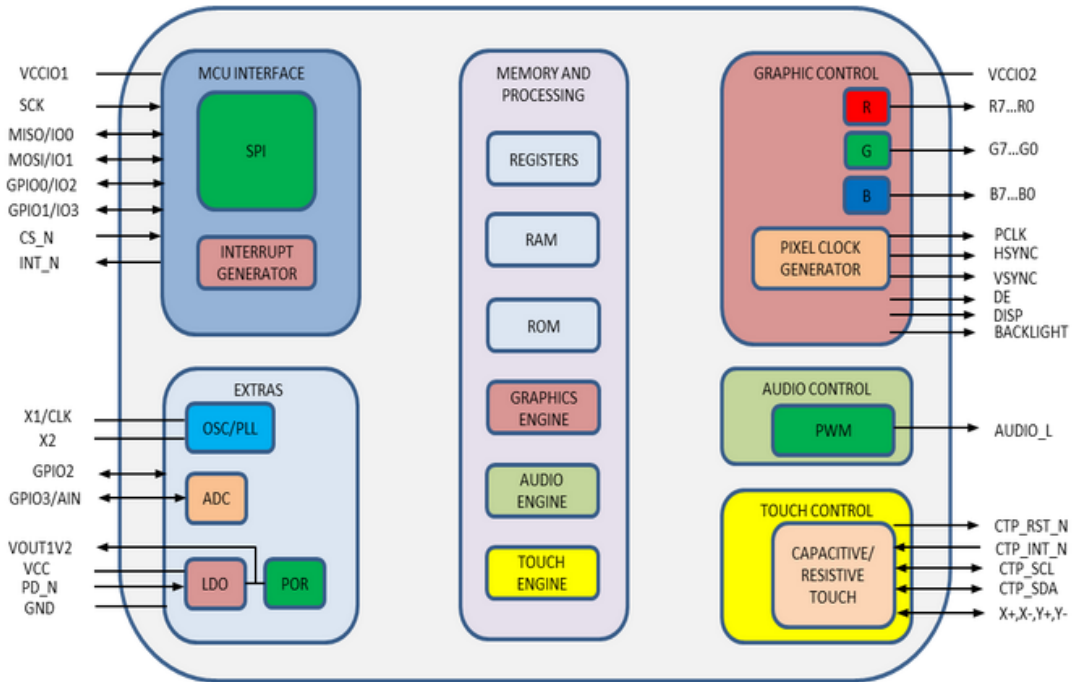 VCCIO1
SCK
MISO/IO0
MOSI/IO1
GPIO0/IO2
GPIO1/IO3
CS_N
INT_N
MCU INTERFACE
SPI
INTERRUPT
GENERATOR
X1/CLK
X2
GPIO2
GPIO3/AIN
VOUT1V2
VCC
PD_N
GND
EXTRAS
OSC/PLL
ADC
LDO
POR
MEMORY AND
PROCESSING
REGISTERS
RAM
ROM
GRAPHICS
ENGINE
AUDIO
ENGINE
TOUCH
ENGINE
GRAPHIC CONTROL
R
G
B
PIXEL CLOCK
GENERATOR
VCCIO2
R7...R0
G7...G0
B7...B0
PCLK
HSYNC
VSYNC
DE
DISP
BACKLIGHT
AUDIO CONTROL
PWM
AUDIO_L
TOUCH CONTROL
CAPACITIVE/
RESISTIVE
TOUCH
CTP_RST_N
CTP_INT_N
CTP_SCL
CTP_SDA
X+,X-,Y+,Y-